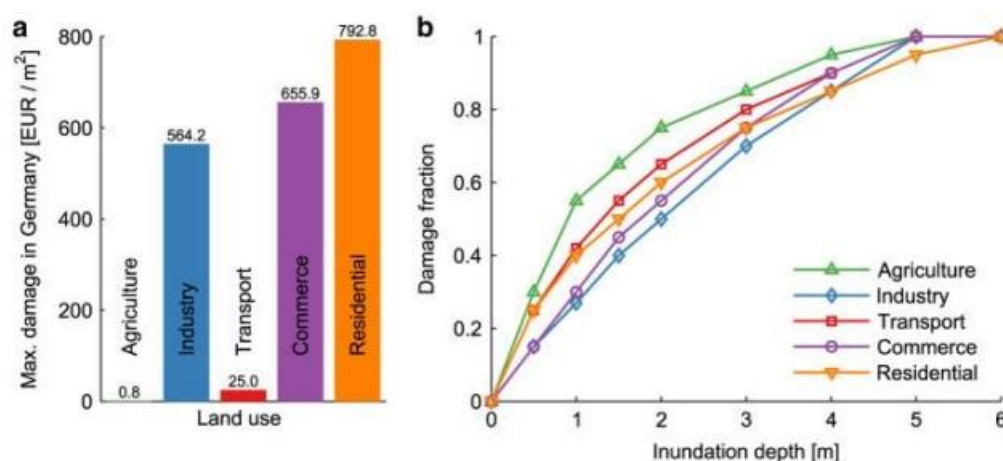 a
Max. damage in Germany [EUR / m²]
800
600
400
200
0
0.8
564.2
25.0
655.9
792.8
Agriculture
Industry
Transport
Commerce
Residential
Land use
b
Damage fraction
1
0.8
0.6
0.4
0.2
0
0
1
2
3
4
5
6
Inundation depth [m]
Agriculture
Industry
Transport
Commerce
Residential